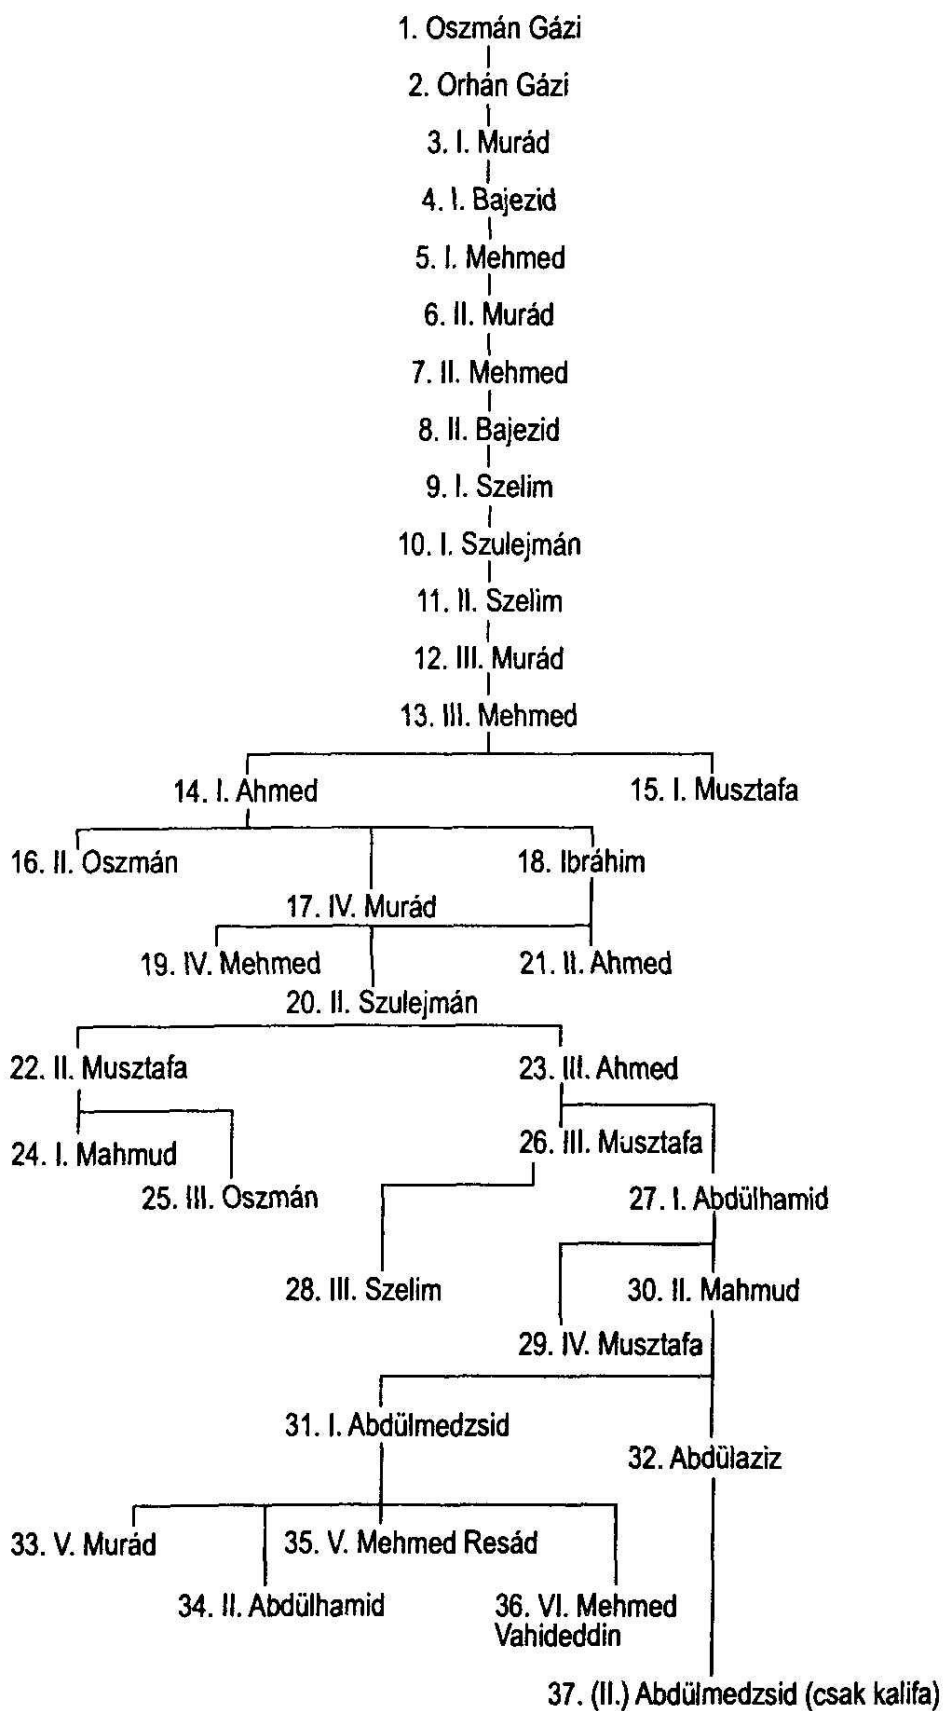 1. Oszmán Gázi
2. Orhán Gázi
3. I. Murád
4. I. Bajezid
5. I. Mehmed
6. II. Murád
7. II. Mehmed
8. II. Bajezid
9. I. Szelim
10. I. Szulejmán
11. II. Szelim
12. III. Murád
13. III. Mehmed
14. I. Ahmed
15. I. Musztafa
16. II. Oszmán
18. Ibráhim
17. IV. Murád
19. IV. Mehmed
21. II. Ahmed
20. II. Szulejmán
22. II. Musztafa
23. III. Ahmed
24. I. Mahmud
26. III. Musztafa
25. III. Oszmán
27. I. Abdülhamid
28. III. Szelim
30. II. Mahmud
29. IV. Musztafa
31. I. Abdülmedzsid
32. Abdülaziz
33. V. Murád
35. V. Mehmed Resád
34. II. Abdülhamid
36. VI. Mehmed
Vahideddin
37. (II.) Abdülmedzsid (csak kalifa)